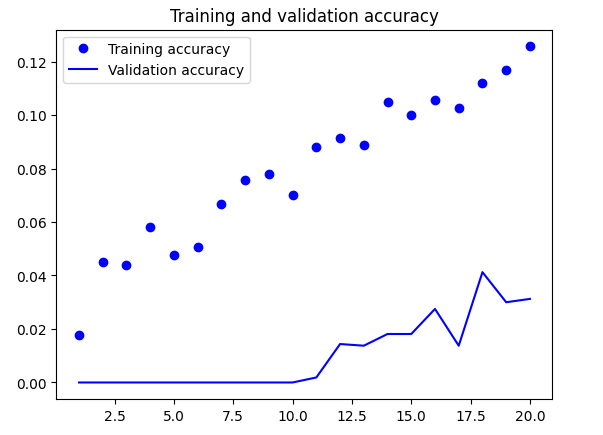 Training and validation accuracy
Training accuracy
Validation accuracy
0.12
0.10
0.08
0.06
0.04
0.02
0.00
2.5 5.0 7.5 10.0 12.5 15.0 17.5 20.0